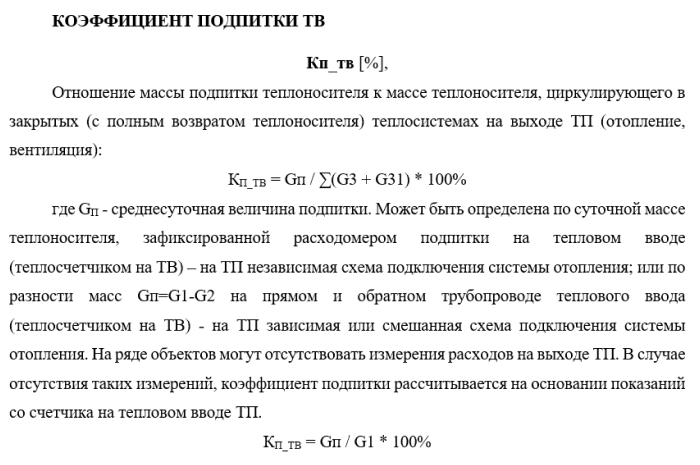 КОЭФФИЦИЕНТ ПОДПИТКИ ТВ
Кп_тв [%],
Отношение массы подпитки теплоносителя к массе теплоносителя, циркулирующего в
закрытых (с полным возвратом теплоносителя) теплосистемах на выходе ТП (отопление,
вентиляция):
КП_ТВ = Gп / ∑(G3 + G31) * 100%
где GП - среднесуточная величина подпитки. Может быть определена по суточной массе
теплоносителя, зафиксированной расходомером подпитки на тепловом вводе
(теплосчетчиком на ТВ) – на ТП независимая схема подключения системы отопления; или по
разности масс Gп=G1-G2 на прямом и обратном трубопроводе теплового ввода
(теплосчетчиком на ТВ) - на ТП зависимая или смешанная схема подключения системы
отопления. На ряде объектов могут отсутствовать измерения расходов на выходе ТП. В случае
отсутствия таких измерений, коэффициент подпитки рассчитывается на основании показаний
со счетчика на тепловом вводе ТП.
КП_ТВ = Gп / G1 * 100%